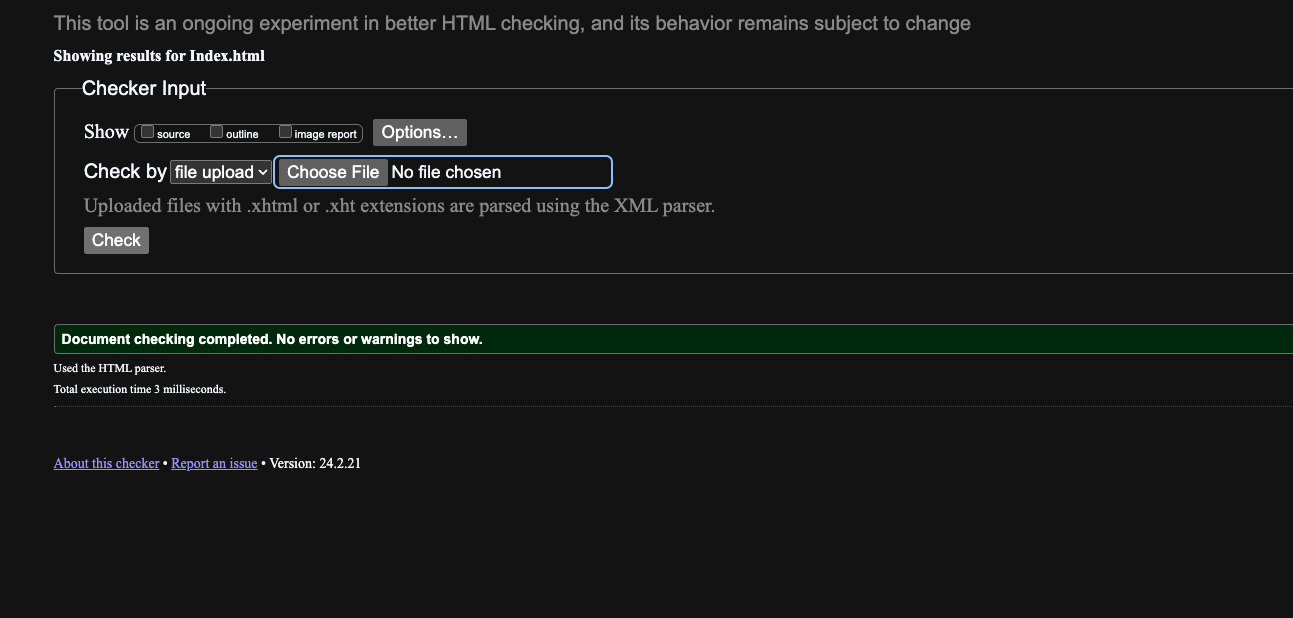 This tool is an ongoing experiment in better HTML checking, and its behavior remains subject to change
Showing results for Index.html
Checker Input
Show source outline image report Options...
Check by file upload Choose File No file chosen
Uploaded files with .xhtml or .xht extensions are parsed using the XML parser.
Check
Document checking completed. No errors or warnings to show.
Used the HTML parser.
Total execution time 3 milliseconds.
About this checker • Report an issue • Version: 24.2.21